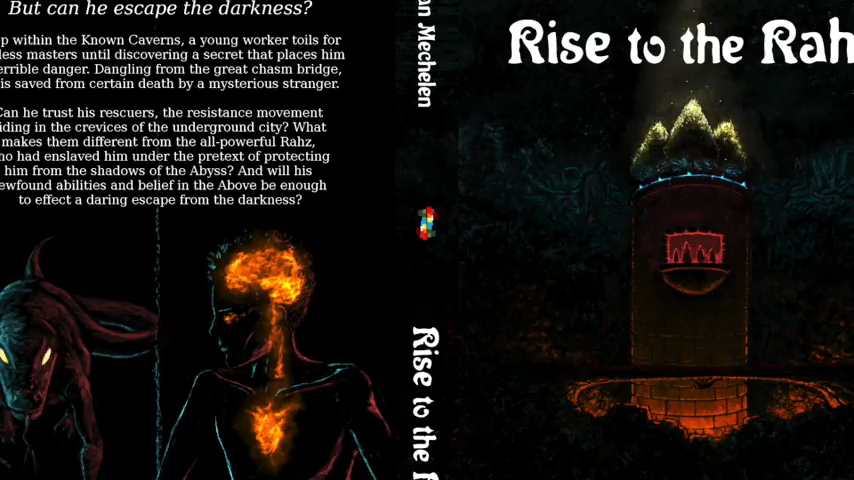 But can he escape the darkness?
within the Known Caverns, a young worker toils for
masters until discovering a secret that places him
danger. Dangling from the great chasm bridge,
is saved from certain death by a mysterious stranger.
Can he trust his rescuers, the resistance movement
in the crevices of the underground city? What
makes them different from the all-powerful Rahz,
had enslaved him under the pretext of protecting
him from the shadows of the Abyss? And will his
abilities and belief in the Above be enough
to effect a daring escape from the darkness?
Mechelen
Rise to the
Rise to the